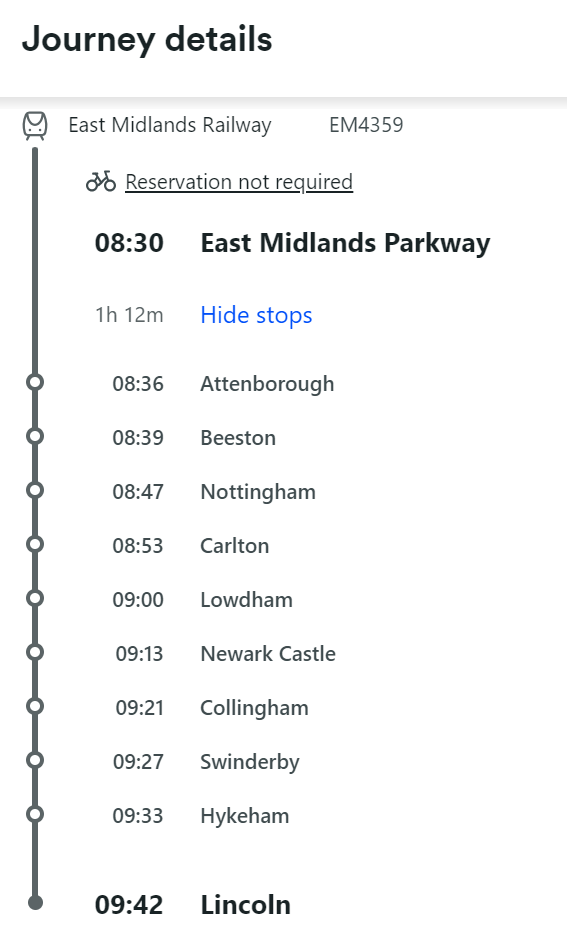 Journey details
East Midlands Railway EM4359
Reservation not required
08:30 East Midlands Parkway
1h 12m Hide stops
08:36 Attenborough
08:39 Beeston
08:47 Nottingham
08:53 Carlton
09:00 Lowdham
09:13 Newark Castle
09:21 Collingham
09:27 Swinderby
09:33 Hykeham
09:42 Lincoln